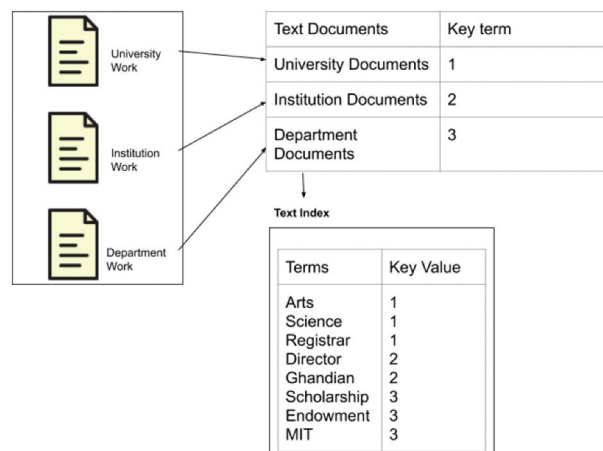 University
Work
Institution
Work
Department
Work
Text Documents Key term
University Documents 1
Institution Documents 2
Department
Documents 3
Text Index
Terms Key Value
Arts 1
Science 1
Registrar 1
Director 2
Ghandian 2
Scholarship 3
Endowment 3
MIT 3